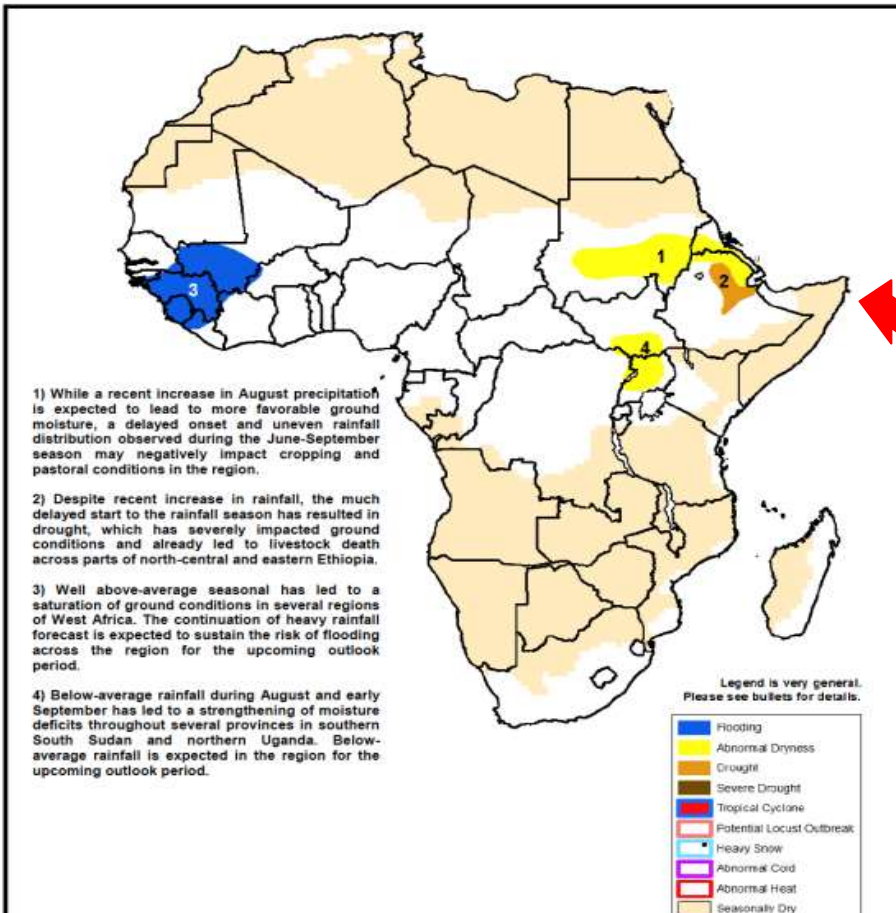 1
2
3
4
1) While a recent increase in August precipitation
is expected to lead to more favorable ground
moisture, a delayed onset and uneven rainfall
distribution observed during the June-September
season may negatively impact cropping and
pastoral conditions in the region.
2) Despite recent increase in rainfall, the much
delayed start to the rainfall season has resulted in
drought, which has severely impacted ground
conditions and already led to livestock death
across parts of north-central and eastern Ethiopia.
3) Well above-average seasonal has led to a
saturation of ground conditions in several regions
of West Africa. The continuation of heavy rainfall
forecast is expected to sustain the risk of flooding
across the region for the upcoming outlook
period.
4) Below-average rainfall during August and early
September has led to a strengthening of moisture
deficits throughout several provinces in southern
South Sudan and northern Uganda. Below-
average rainfall is expected in the region for the
upcoming outlook period.
Legend is very general.
Please see bullets for details.
Flooding
Abnormal Dryness
Drought
Severe Drought
Tropical Cyclone
Potential Locust Outbreak
Heavy Snow
Abnormal Cold
Abnormal Heat
Seasonally Dry